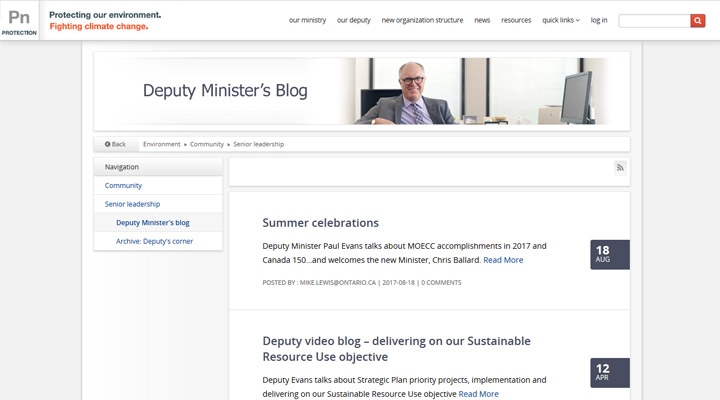 Pn
PROTECTION
Protecting our environment.
Fighting climate change.
our ministry our deputy new organization structure news resources quick links log in
Deputy Minister's Blog
Back Environment » Community » Senior leadership
Navigation
Community
Senior leadership
Deputy Minister's blog
Archive: Deputy's corner
Summer celebrations
Deputy Minister Paul Evans talks about MOECC accomplishments in 2017 and
Canada 150...and welcomes the new Minister, Chris Ballard. Read More
POSTED BY : MIKE.LEWIS@ONTARIO.CA | 2017-08-18 | 0 COMMENTS
18
AUG
Deputy video blog – delivering on our Sustainable
Resource Use objective
Deputy Evans talks about Strategic Plan priority projects, implementation and
delivering on our Sustainable Resource Use objective Read More
12
APR